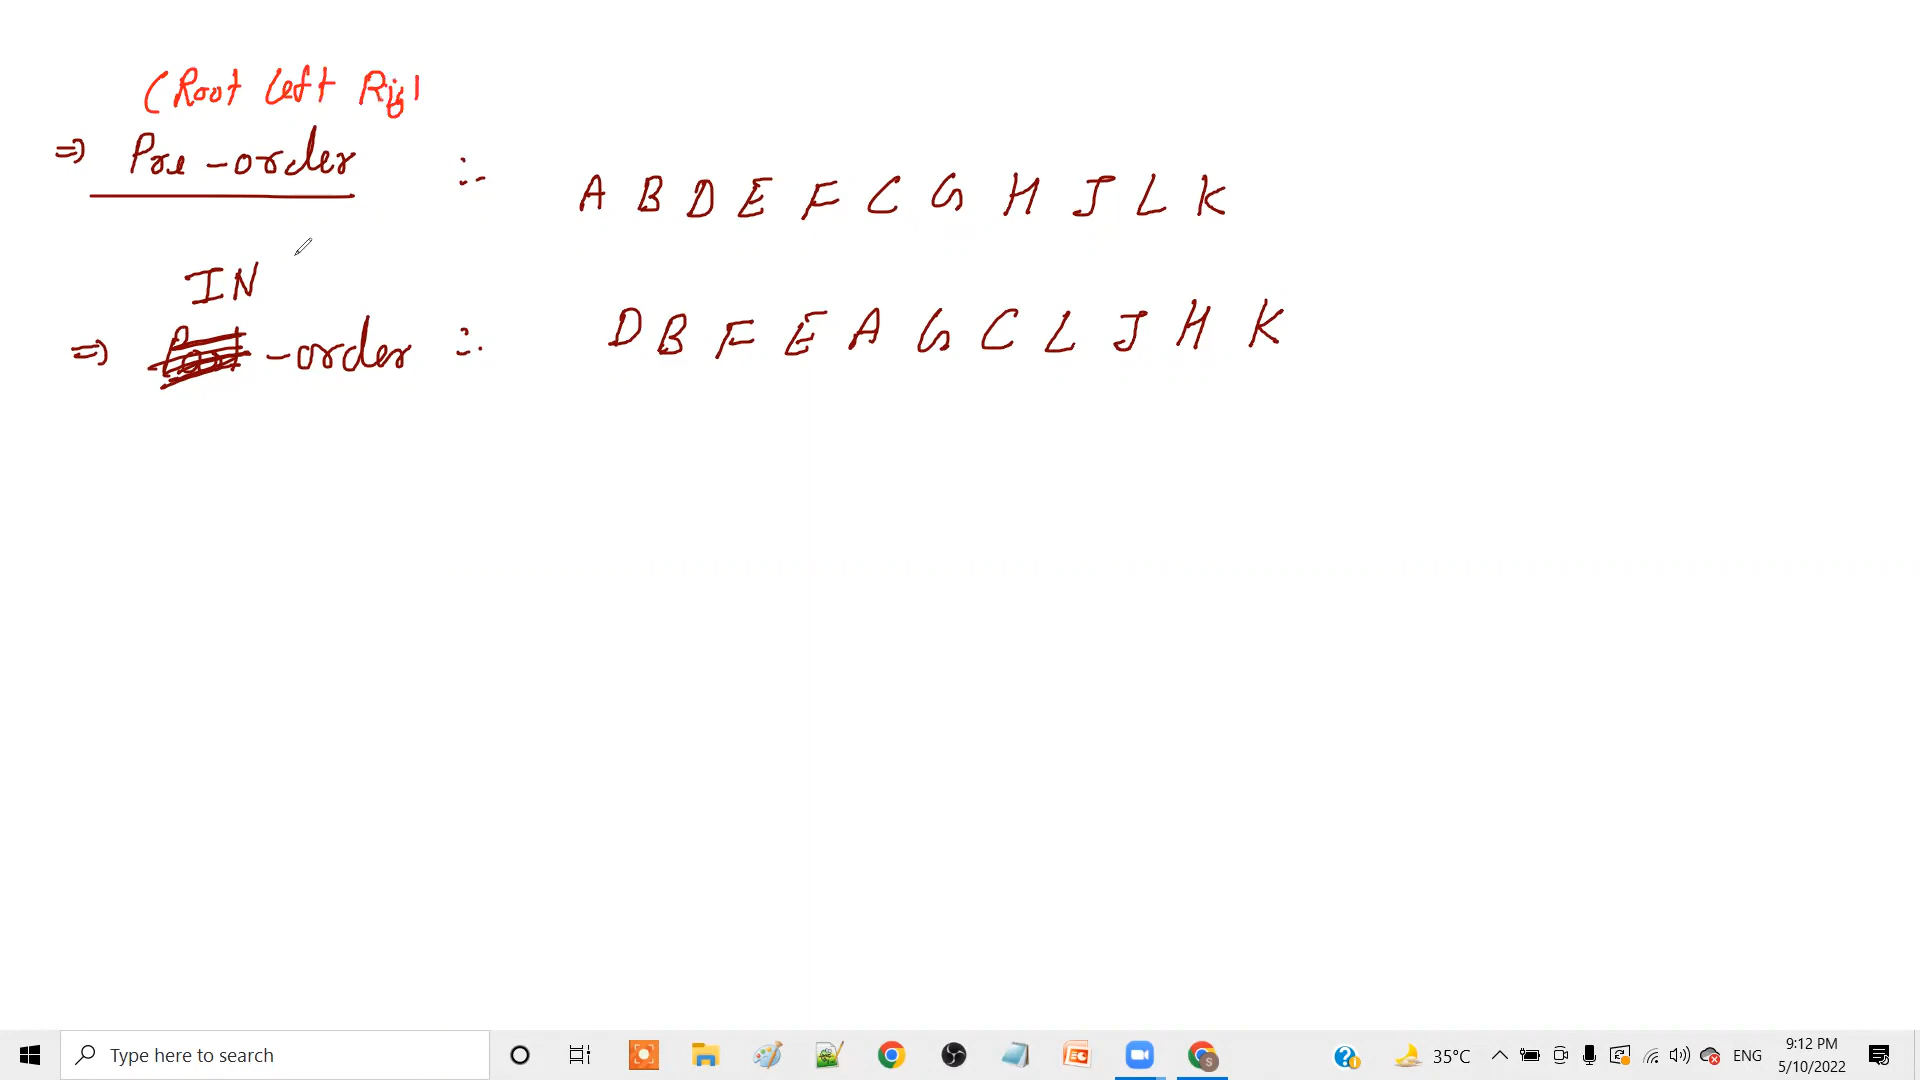 (Root Left Rig
=> Pre-order :- A B D E F C G H J L K
IN
=> Post -order :- D B F E A G C L J H K
Type here to search
35°C
ENG
9:12 PM
5/10/2022